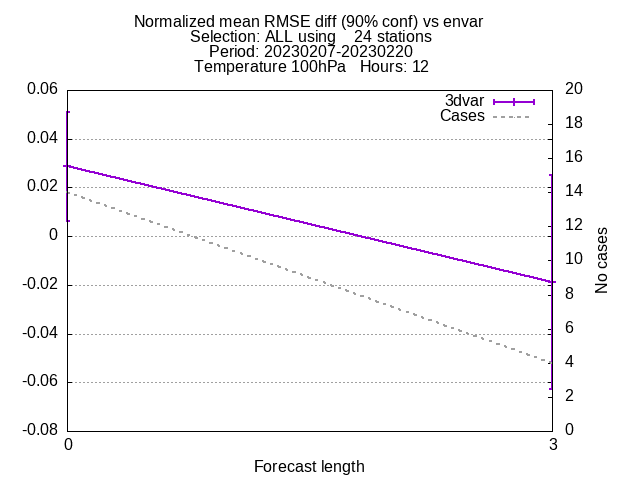 Normalized mean RMSE diff (90% conf) vs envar
Selection: ALL using    24 stations
Period: 20230207-20230220
Temperature 100hPa   Hours: 12
3dvar
Cases
0.06
0.04
0.02
0
-0.02
-0.04
-0.06
-0.08
20
18
16
14
12
10
8
6
4
2
0
No cases
0
3
Forecast length